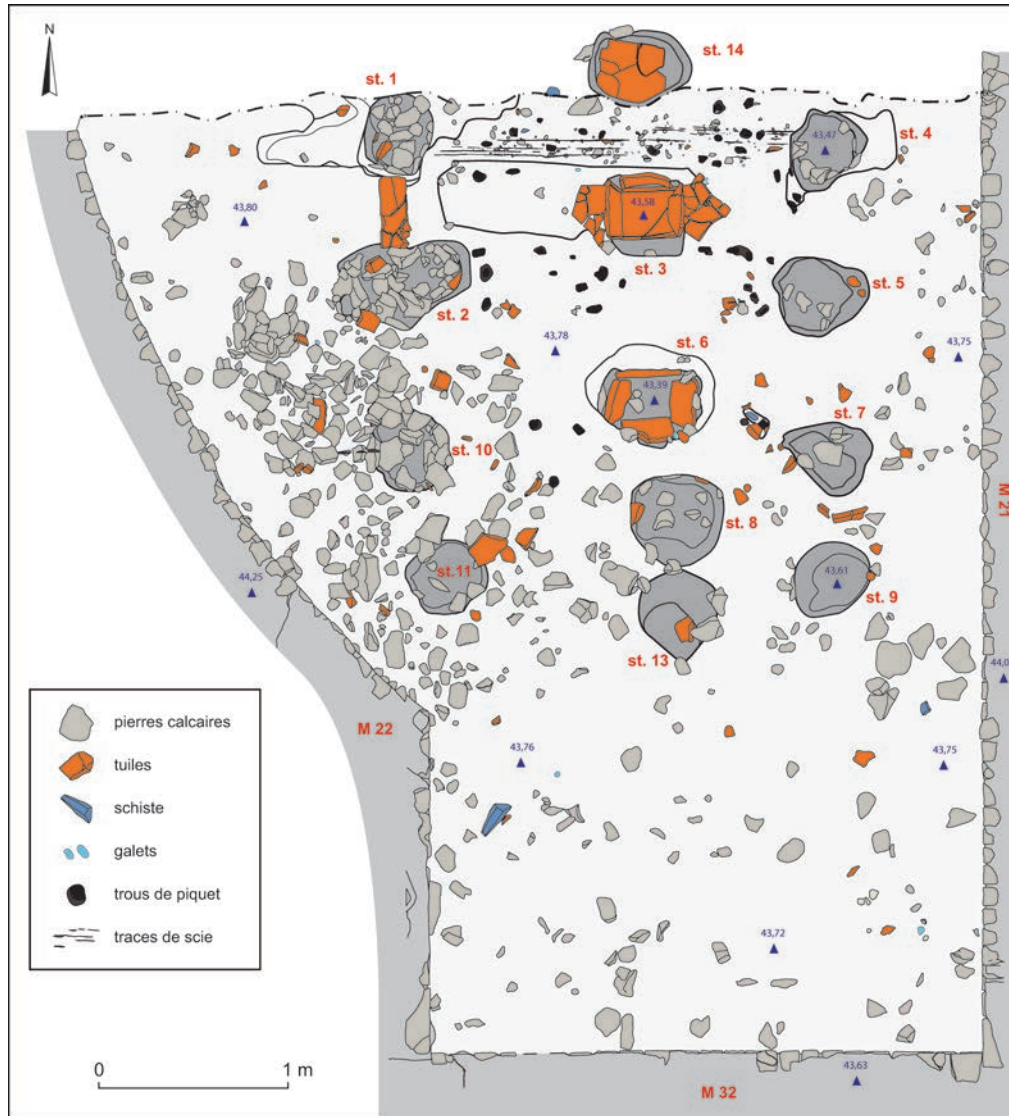 N
st. 14
st. 1
43,47
st. 4
43,80
43,58
st. 3
st. 2
st. 5
43,78
st. 6
43,75
43,39
st. 7
st. 10
M 21
st. 8
st.11
43,61
44,25
st. 9
st. 13
44,0
pierres calcaires
M 22
tuiles
43,76
43,75
schiste
galets
trous de piquet
traces de scie
43,72
0 1 m
43,63
M 32